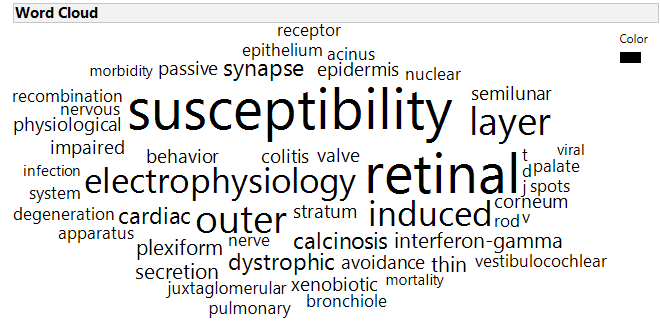 Word Cloud
receptor
Color
epithelium acinus
morbidity passive synapse epidermis nuclear
recombination susceptibility semilunar
nervous
physiological layer
impaired
behavior colitis valve retinal t viral
infection electrophysiology d palate
system j spots
degeneration cardiac outer stratum induced corneum
rod v
apparatus
plexiform nerve calcinosis interferon-gamma
secretion dystrophic avoidance thin vestibulocochlear
juxtaglomerular xenobiotic mortality
pulmonary bronchiole